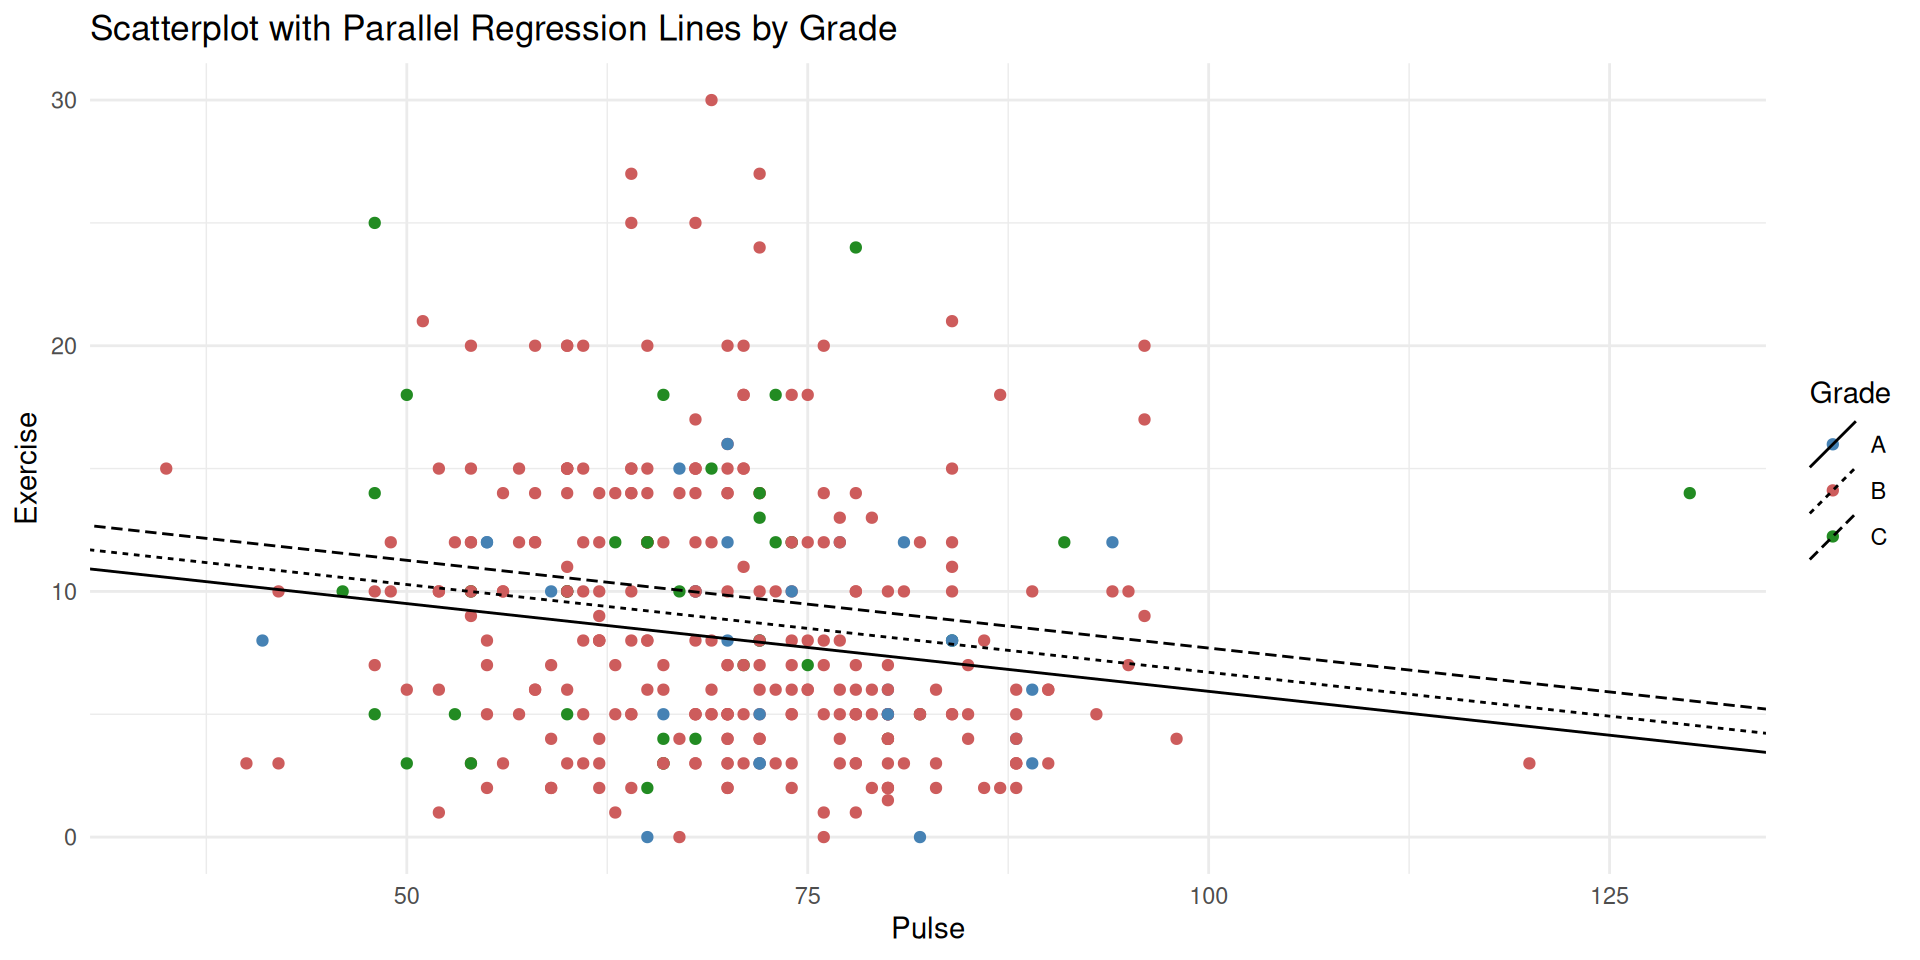 Scatterplot with Parallel Regression Lines by Grade
30
20
10
0
Exercise
50
75
100
125
Pulse
Grade
A
B
C